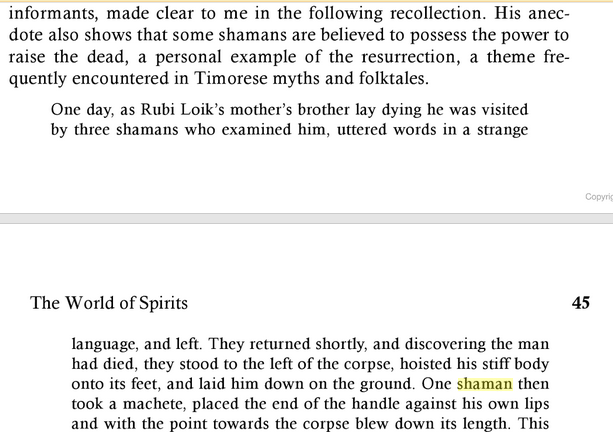 informants, made clear to me in the following recollection. His anec-
dote also shows that some shamans are believed to possess the power to
raise the dead, a personal example of the resurrection, a theme fre-
quently encountered in Timorese myths and folktales.
One day, as Rubi Loik's mother's brother lay dying he was visited
by three shamans who examined him, uttered words in a strange
The World of Spirits 45
language, and left. They returned shortly, and discovering the man
had died, they stood to the left of the corpse, hoisted his stiff body
onto its feet, and laid him down on the ground. One shaman then
took a machete, placed the end of the handle against his own lips
and with the point towards the corpse blew down its length. This